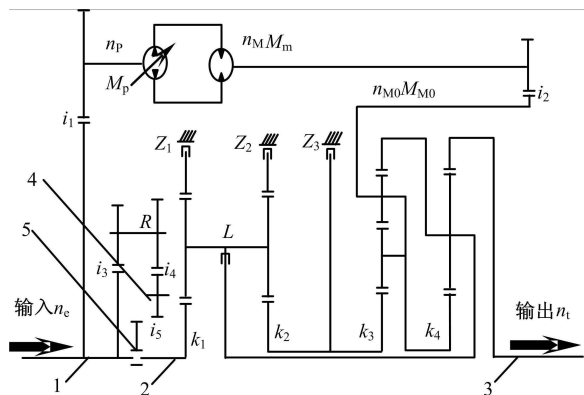 n_P
n_M M_m
M_p
n_M0 M_M0
i_1
i_2
Z_1
Z_2
Z_3
4
R
L
5
i_3
i_4
输入n_e
i_5
k_1
k_2
k_3
k_4
输出n_t
1
2
3